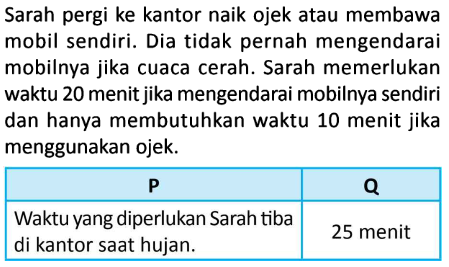 Sarah pergi ke kantor naik ojek atau membawa
mobil sendiri. Dia tidak pernah mengendarai
mobilnya jika cuaca cerah. Sarah memerlukan
waktu 20 menit jika mengendarai mobilnya sendiri
dan hanya membutuhkan waktu 10 menit jika
menggunakan ojek.
P Q
Waktu yang diperlukan Sarah tiba
di kantor saat hujan.
25 menit